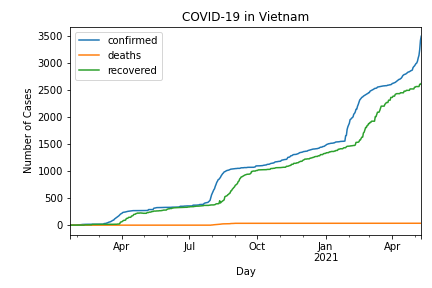 COVID-19 in Vietnam
confirmed
deaths
recovered
Number of Cases
3500
3000
2500
2000
1500
1000
500
0
Apr
Jul
Oct
Jan
2021
Apr
Day